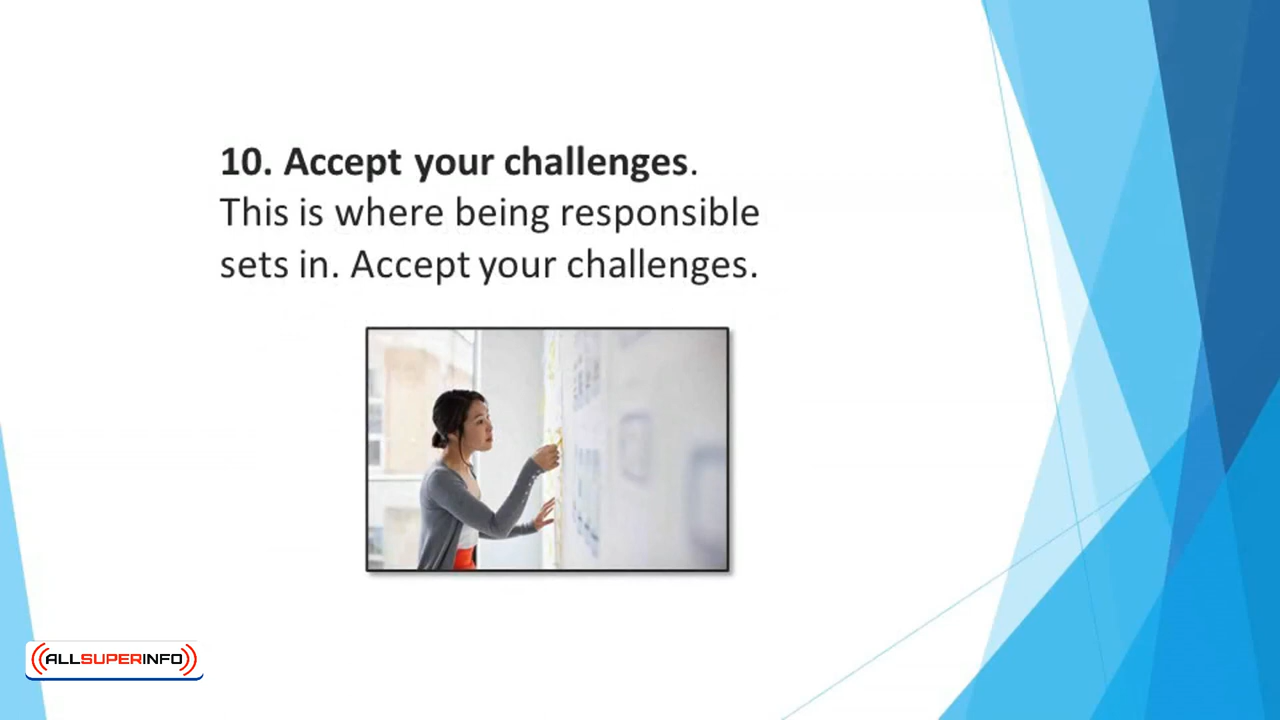 10. Accept your challenges.
This is where being responsible
sets in. Accept your challenges.
ALLSUPERINFO